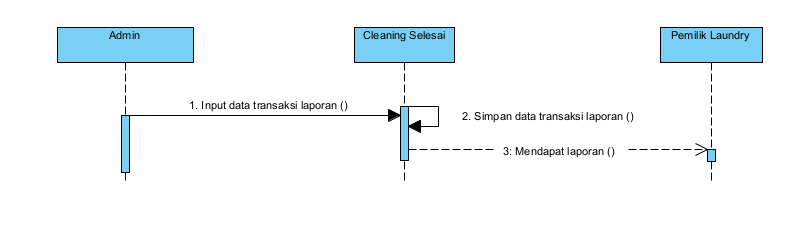 Admin
Cleaning Selesai
Pemilik Laundry
1. Input data transaksi laporan ()
2. Simpan data transaksi laporan ()
3: Mendapat laporan ()